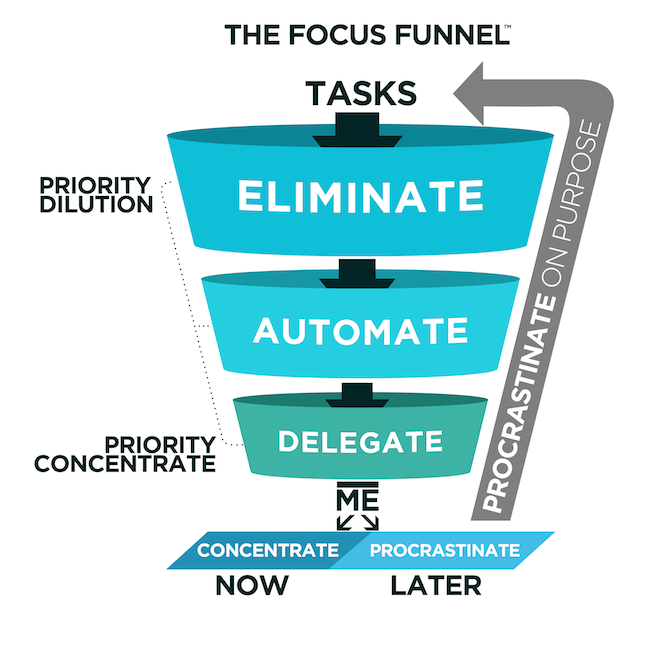 THE FOCUS FUNNEL™
TASKS
ELIMINATE
PRIORITY
DILUTION
AUTOMATE
DELEGATE
PRIORITY
CONCENTRATE
ME
CONCENTRATE PROCRASTINATE
NOW LATER
PROCRASTINATE ON PURPOSE